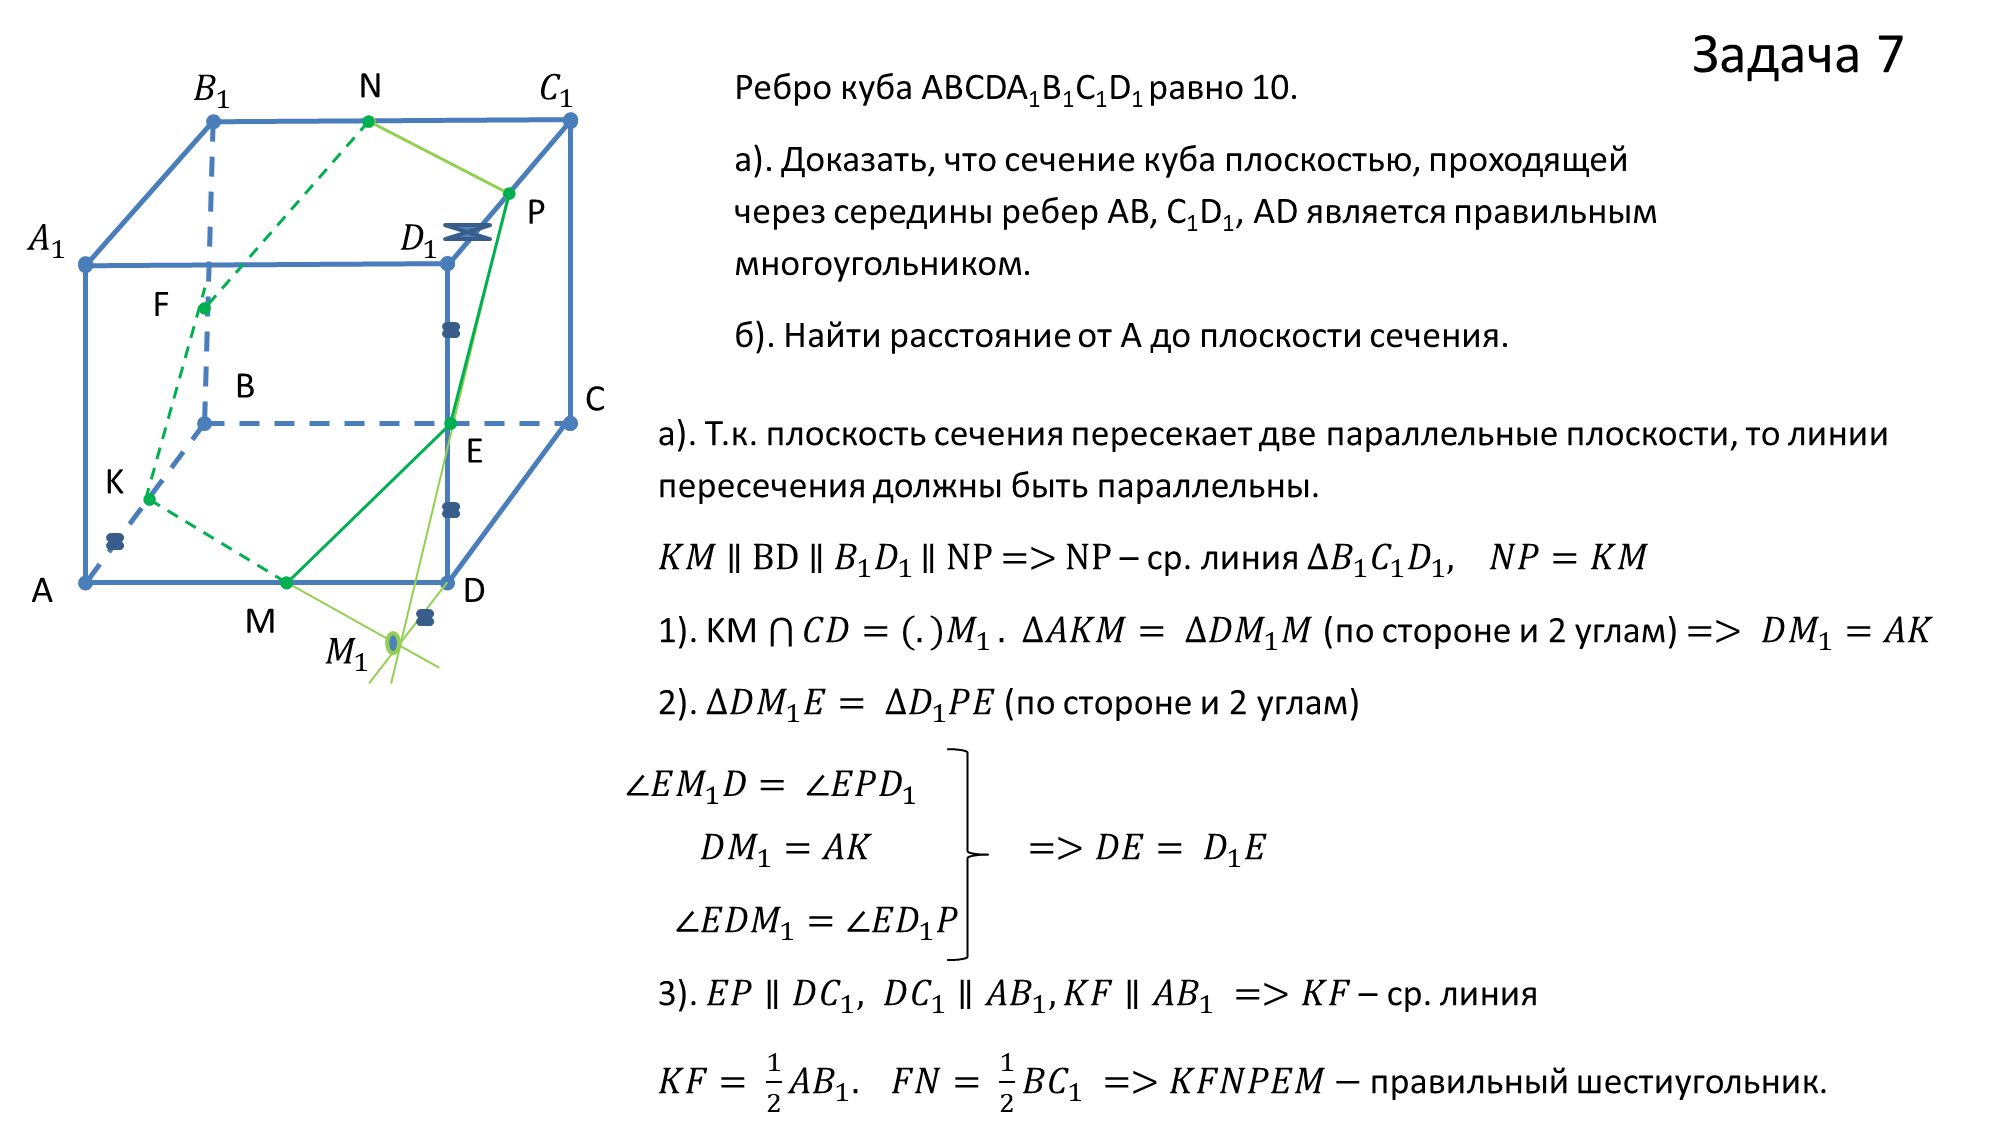 Задача 7
B₁ N C₁
P
A₁ D₁
F
B
C
E
K
A
D
M
M₁
Ребро куба ABCDA₁B₁C₁D₁ равно 10.
а). Доказать, что сечение куба плоскостью, проходящей
через середины ребер AB, C₁D₁, AD является правильным
многоугольником.
б). Найти расстояние от А до плоскости сечения.
а). Т.к. плоскость сечения пересекает две параллельные плоскости, то линии
пересечения должны быть параллельны.
KM ∥ BD ∥ B₁D₁ ∥ NP => NP – ср. линия ΔB₁C₁D₁, NP = KM
1). KM ⋂ CD = (.)M₁ . ΔAKM = ΔDM₁M (по стороне и 2 углам) => DM₁ = AK
2). ΔDM₁E = ΔD₁PE (по стороне и 2 углам)
∠EM₁D = ∠EPD₁
DM₁ = AK => DE = D₁E
∠EDM₁ = ∠ED₁P
3). EP ∥ DC₁, DC₁ ∥ AB₁, KF ∥ AB₁ => KF – ср. линия
KF = 1/2 AB₁. FN = 1/2 BC₁ => KFNPEM − правильный шестиугольник.